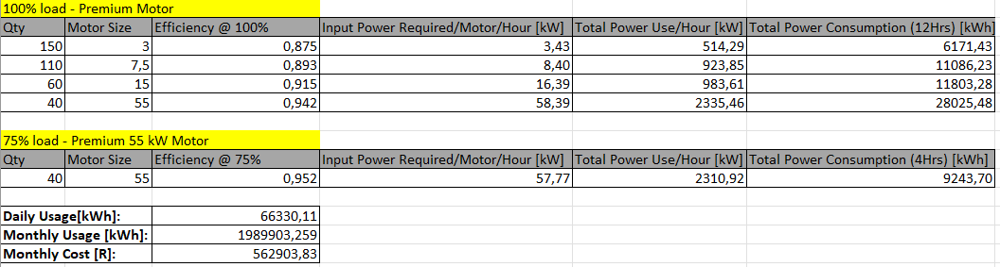 100% load - Premium Motor
Qty Motor Size Efficiency @ 100% Input Power Required/Motor/Hour [kW] Total Power Use/Hour [kW] Total Power Consumption (12Hrs) [kWh]
150 3 0,875 3,43 514,29 6171,43
110 7,5 0,893 8,40 923,85 11086,23
60 15 0,915 16,39 983,61 11803,28
40 55 0,942 58,39 2335,46 28025,48
75% load - Premium 55 kW Motor
Qty Motor Size Efficiency @ 75% Input Power Required/Motor/Hour [kW] Total Power Use/Hour [kW] Total Power Consumption (4Hrs) [kWh]
40 55 0,952 57,77 2310,92 9243,70
Daily Usage[kWh]: 66330,11
Monthly Usage [kWh]: 1989903,259
Monthly Cost [R]: 562903,83